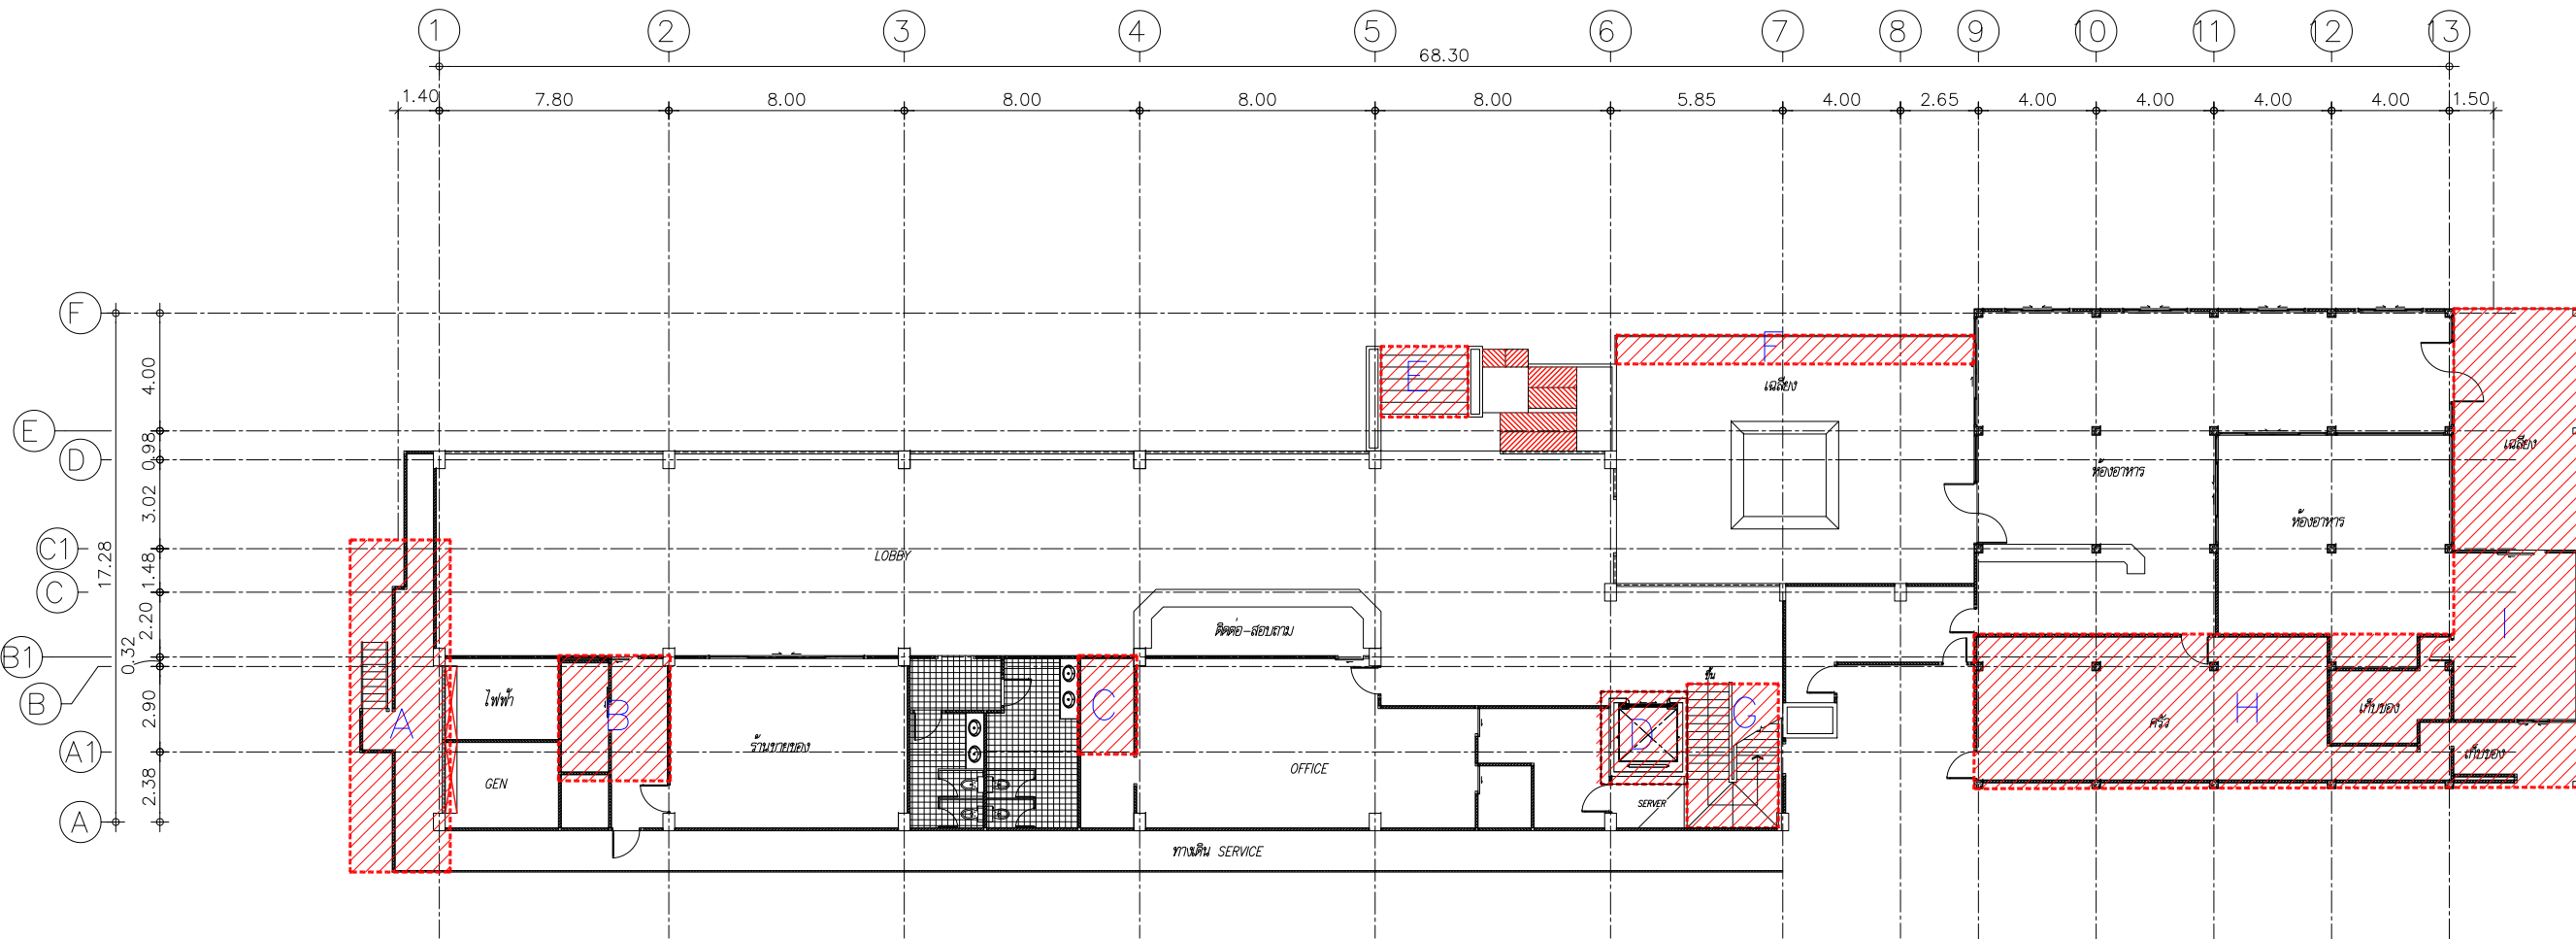 1 2 3 4 5 6 7 8 9 10 11 12 13
68.30
1.40 7.80 8.00 8.00 8.00 8.00 5.85 4.00 2.65 4.00 4.00 4.00 4.00 1.50
F
4.00
F
E
เฉลียง
E
0.98
D
เฉลียง
ห้องอาหาร
3.02
ห้องอาหาร
C1
17.28
LOBBY
1.48
C
2.20
ติดต่อ-สอบถาม
I
B1
0.32
ขึ้น
B
2.90
ไฟฟ้า
A
B
C
D
G
H
ครัว
เก็บของ
ร้านขายของ
A1
เก็บของ
OFFICE
GEN
2.38
SERVER
A
ทางเดิน SERVICE